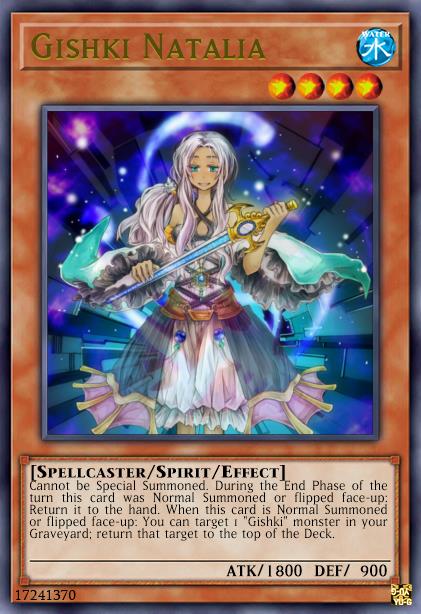 Gishki Natalia
WATER
水
[Spellcaster/Spirit/Effect]
Cannot be Special Summoned. During the End Phase of the
turn this card was Normal Summoned or flipped face-up:
Return it to the hand. When this card is Normal Summoned
or flipped face-up: You can target 1 "Gishki" monster in your
Graveyard; return that target to the top of the Deck.
ATK/1800 DEF/ 900
17241370